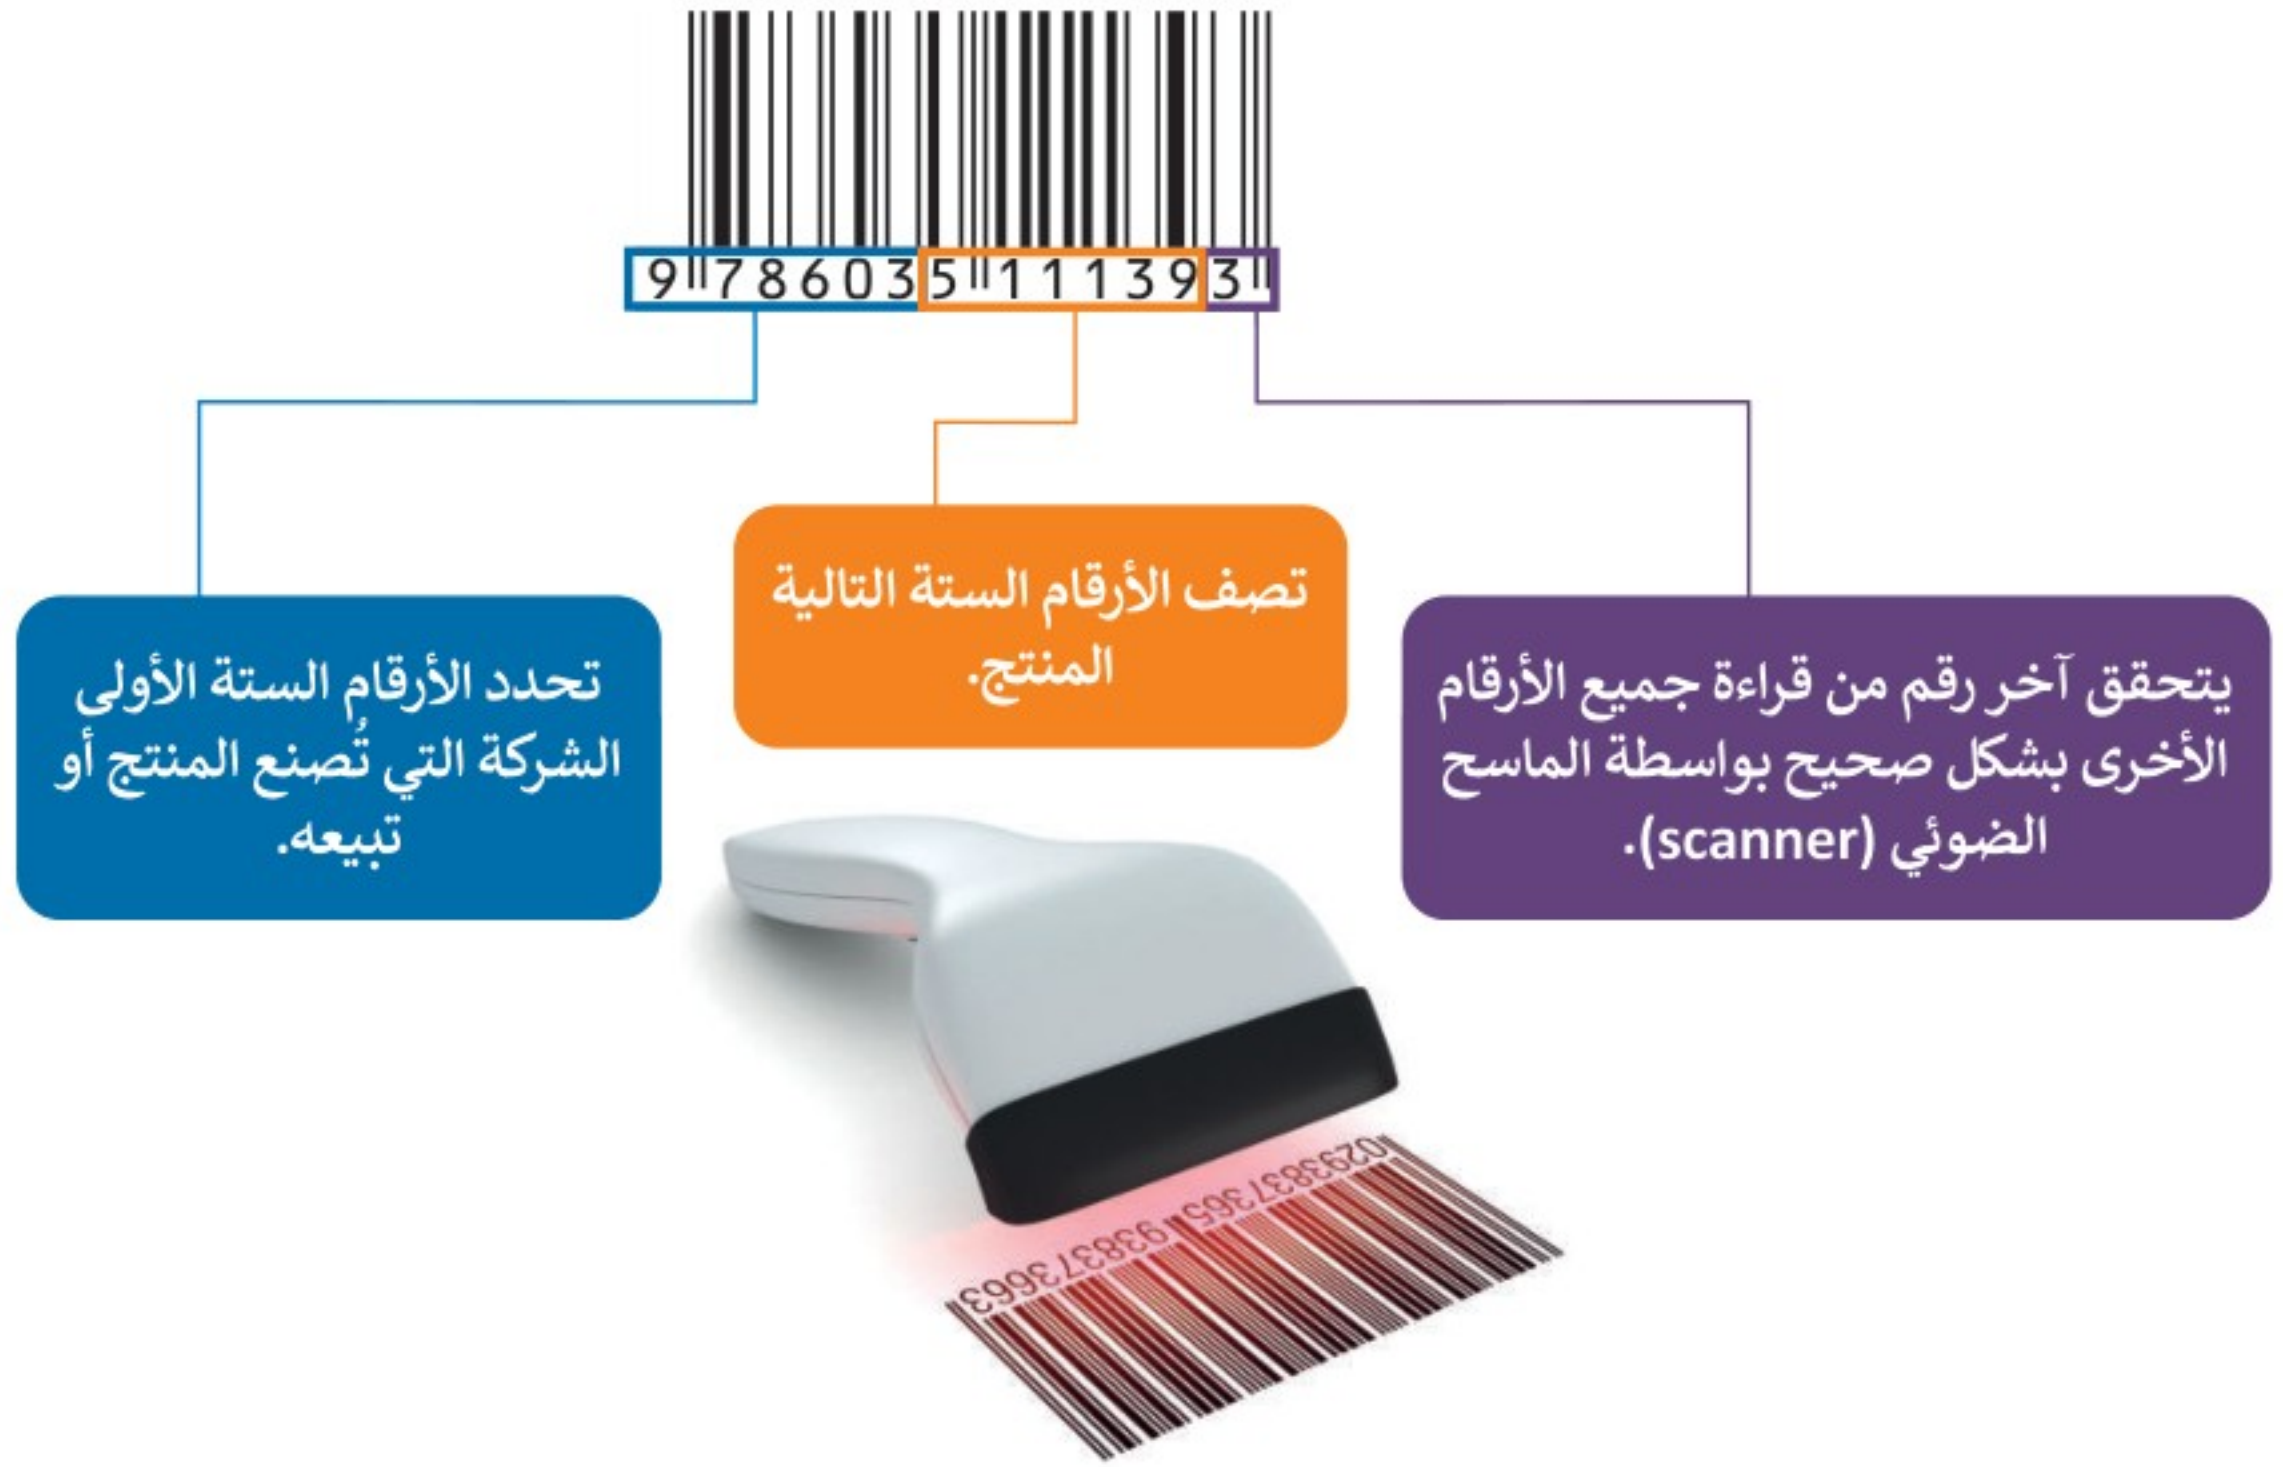 9 786035 111393
تصف الأرقام الستة التالية
المنتج.
تحدد الأرقام الستة الأولى
الشركة التي تُصنع المنتج أو
تبيعه.
يتحقق آخر رقم من قراءة جميع الأرقام
الأخرى بشكل صحيح بواسطة الماسح
الضوئي (scanner).
0293837365 938373663